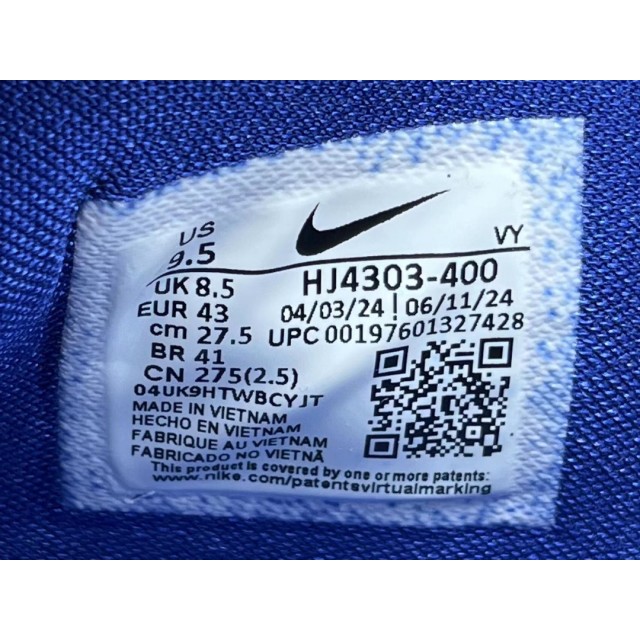 US
9.5
UK 8.5
EUR 43
cm 27.5
BR 41
CN 275(2.5)
VY
HJ4303-400
04/03/24 | 06/11/24
UPC 00197601327428
04UK9HTWBCYJT
MADE IN VIETNAM
HECHO EN VIETNAM
FABRIQUE AU VIETNAM
FABRICADO NO VIETNÃ
This product is covered by one or more patents:
www.nike.com/patentsvirtualmarking